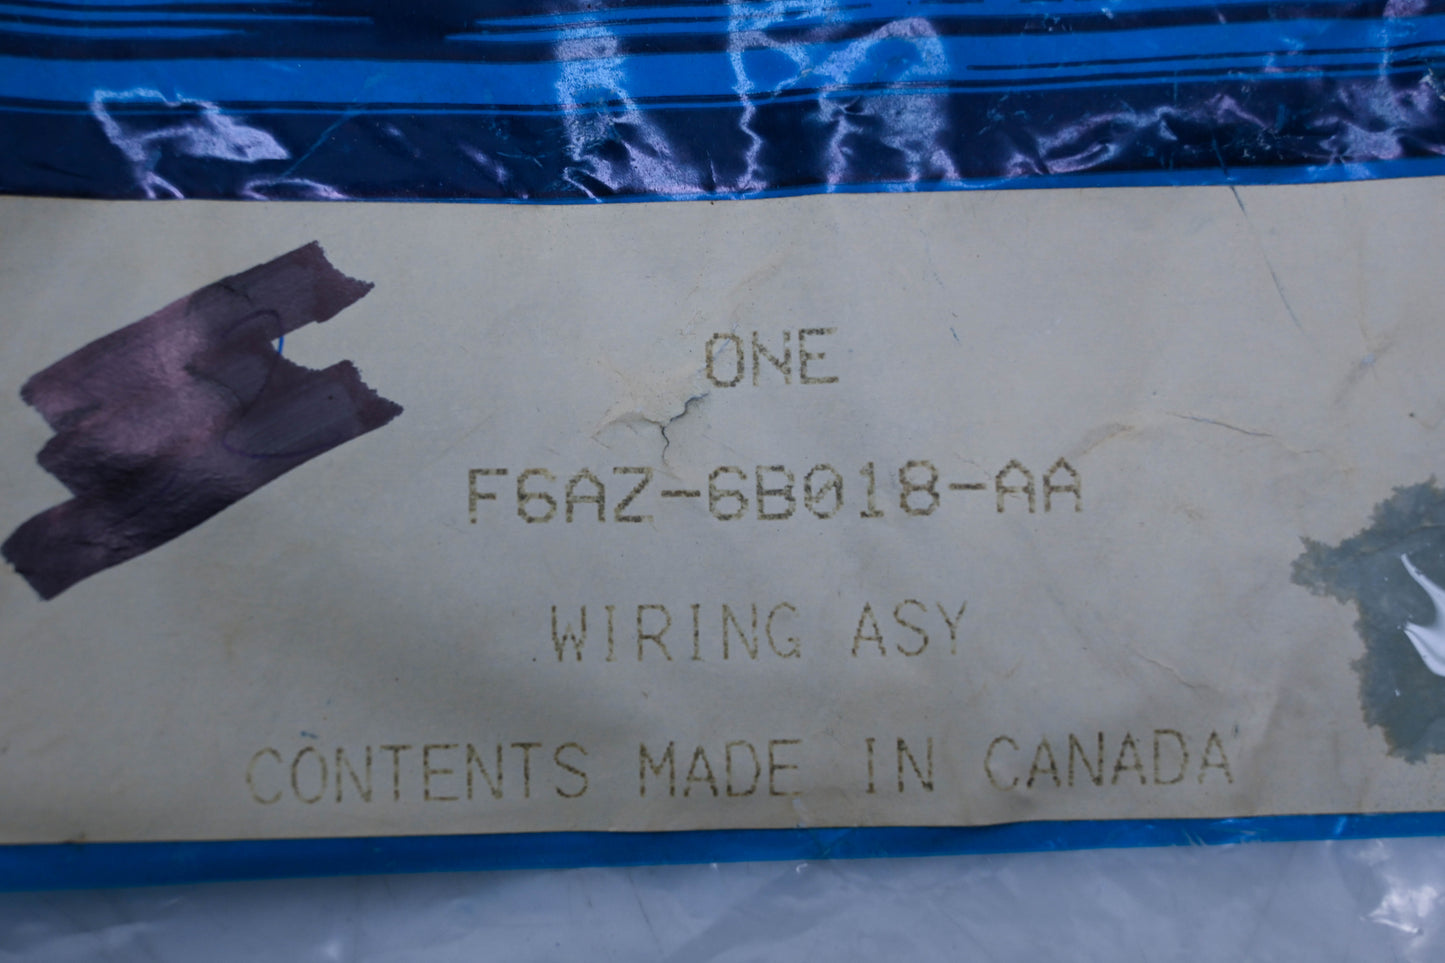 ONE
F6AZ-6B018-AA
WIRING ASY
CONTENTS MADE IN CANADA